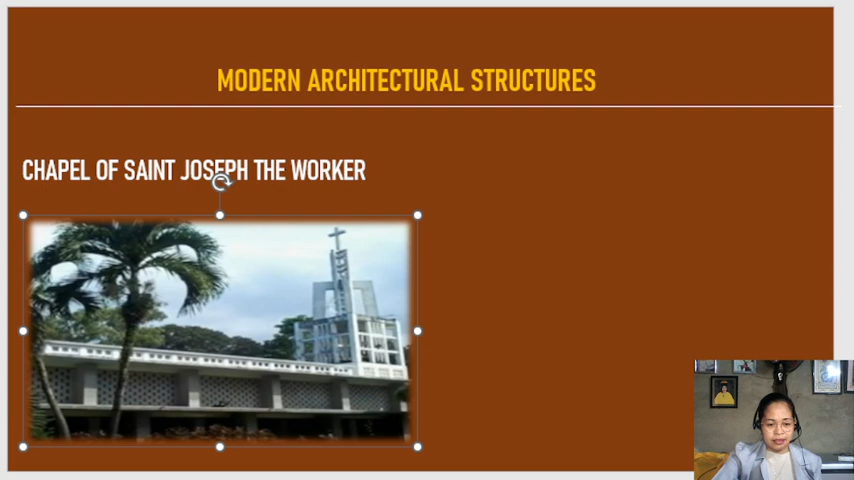 MODERN ARCHITECTURAL STRUCTURES
CHAPEL OF SAINT JOSEPH THE WORKER